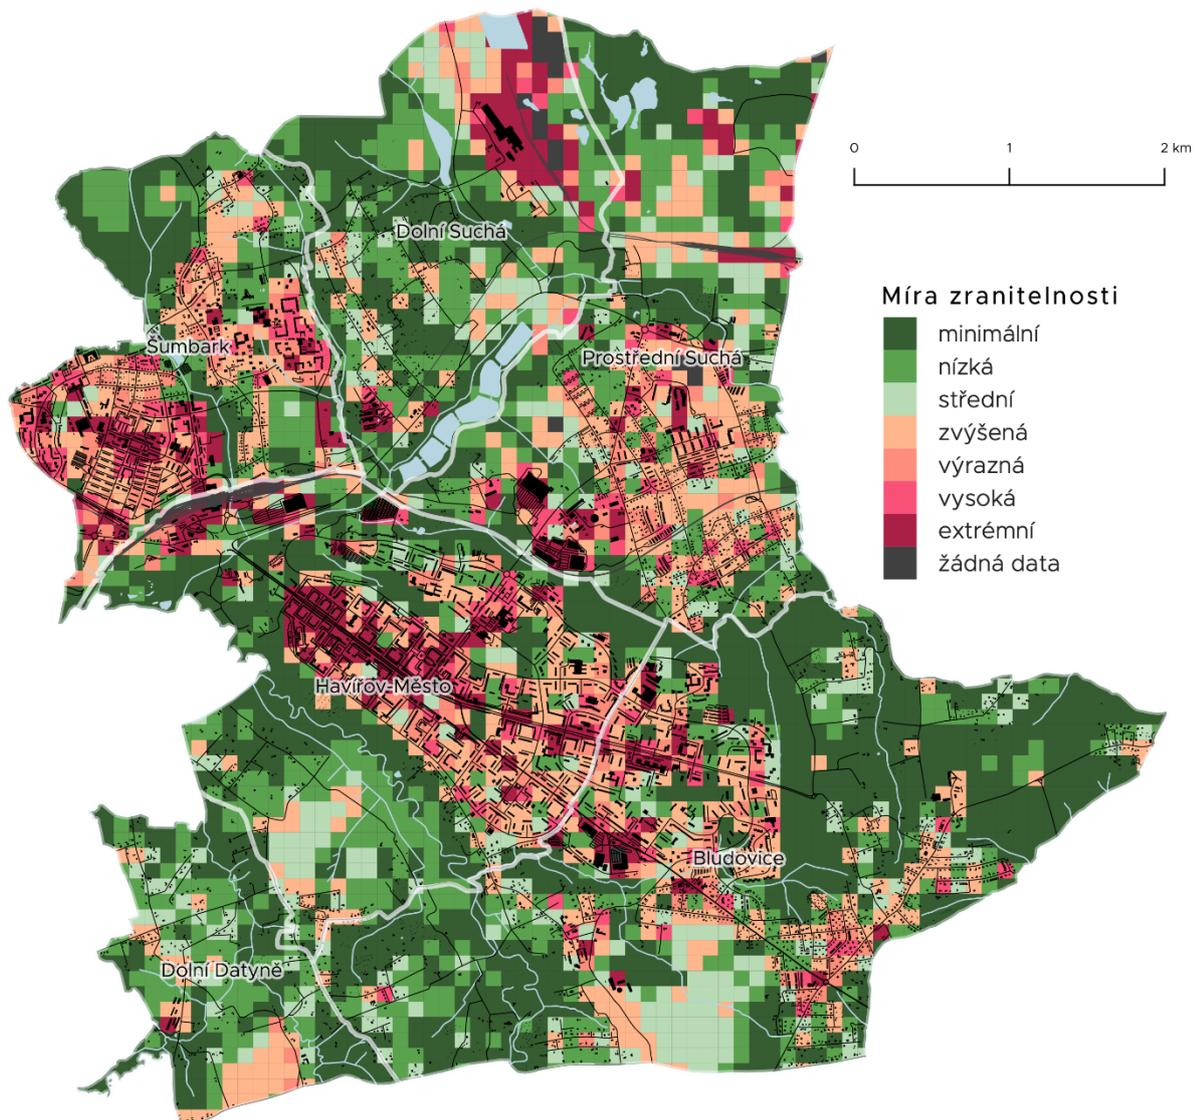 0 1 2 km
Dolní Suchá
Míra zranitelnosti
minimální
Šumbark
Prostřední Suchá
nízká
střední
zvýšená
výrazná
vysoká
extrémní
žádná data
Havířov-Město
Bludovice
Dolní Datyně